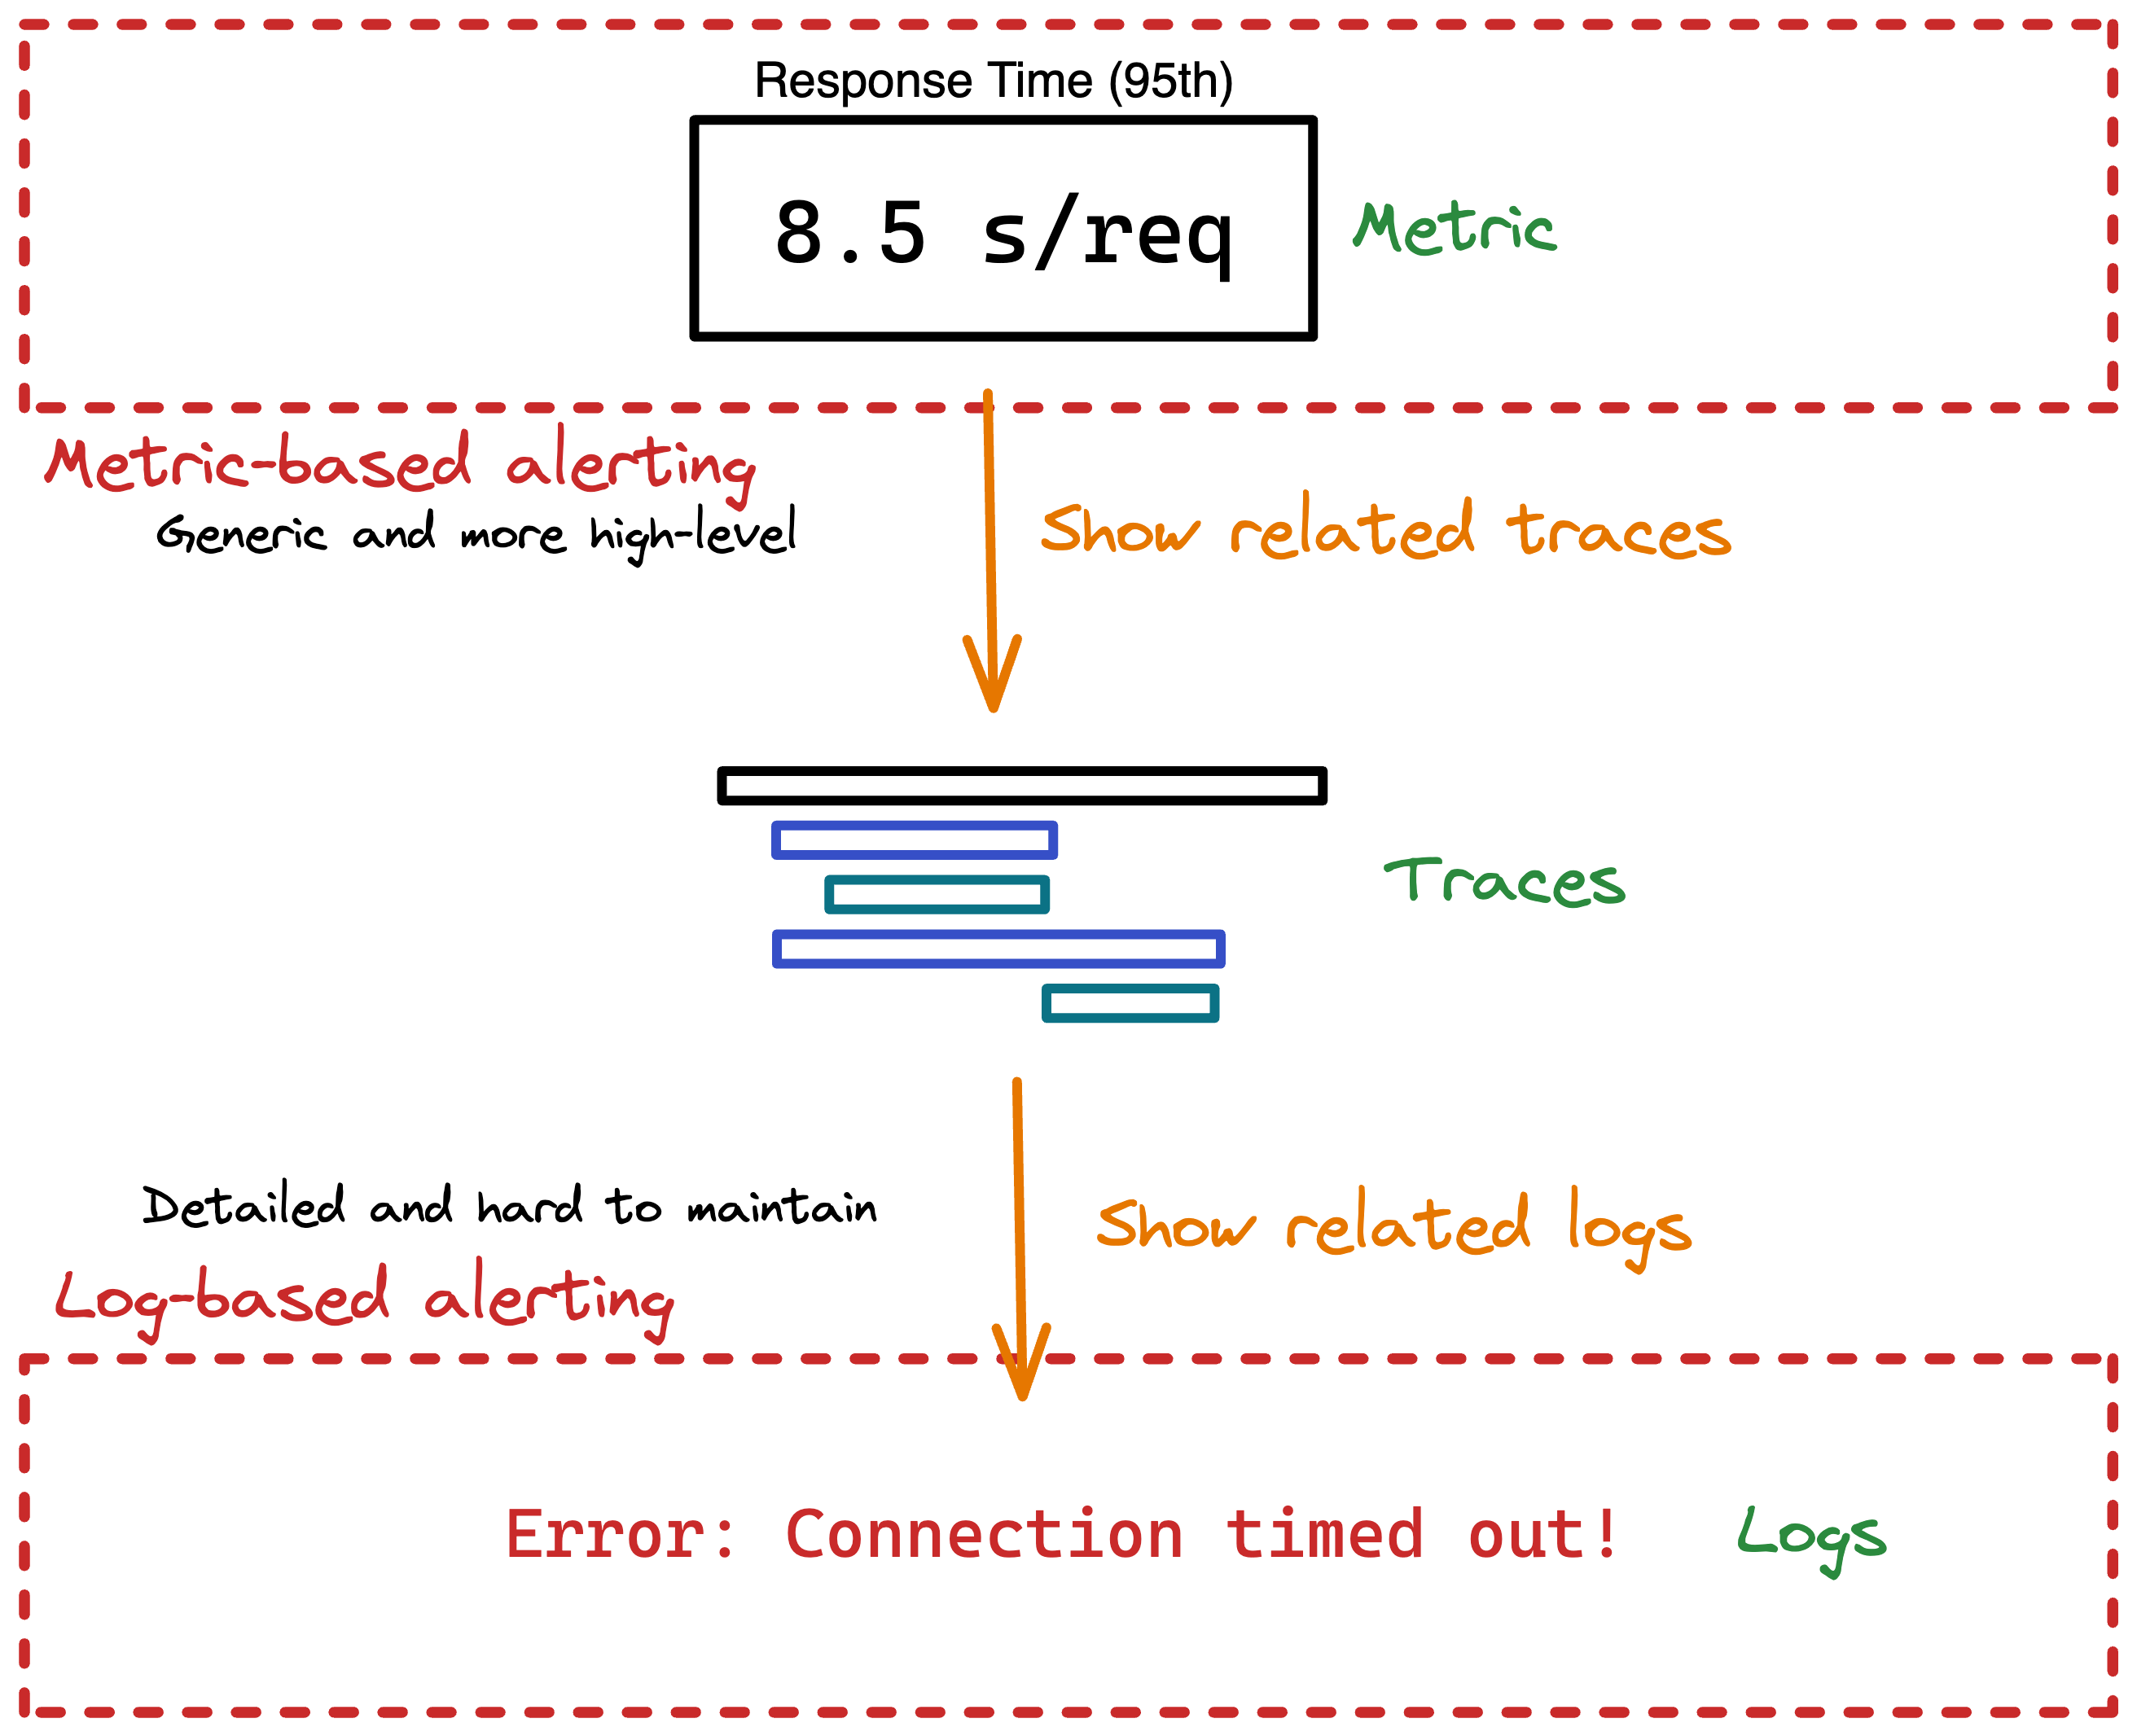 Response Time (95th)
8.5 s/req
Metric
Metric-based alerting
Generic and more high-level
Show related traces
Traces
Detailed and hard to maintain
Show related logs
Log-based alerting
Error: Connection timed out!
Logs